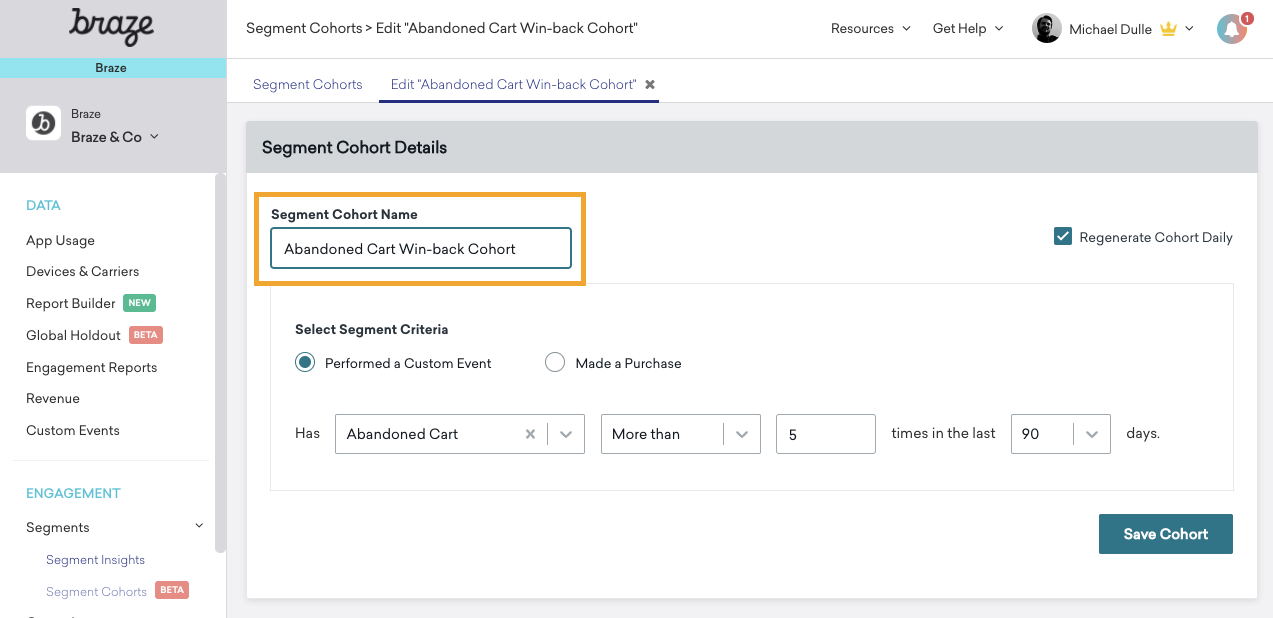 braze
Segment Cohorts > Edit "Abandoned Cart Win-back Cohort"
Resources
Get Help
Michael Dulle
1
Braze
Segment Cohorts
Edit "Abandoned Cart Win-back Cohort"
Braze
Braze & Co
Segment Cohort Details
DATA
App Usage
Devices & Carriers
Report Builder NEW
Global Holdout BETA
Engagement Reports
Revenue
Custom Events
ENGAGEMENT
Segments
Segment Insights
Segment Cohorts BETA
Segment Cohort Name
Abandoned Cart Win-back Cohort
Regenerate Cohort Daily
Select Segment Criteria
Performed a Custom Event
Made a Purchase
Has Abandoned Cart More than 5 times in the last 90 days.
Save Cohort